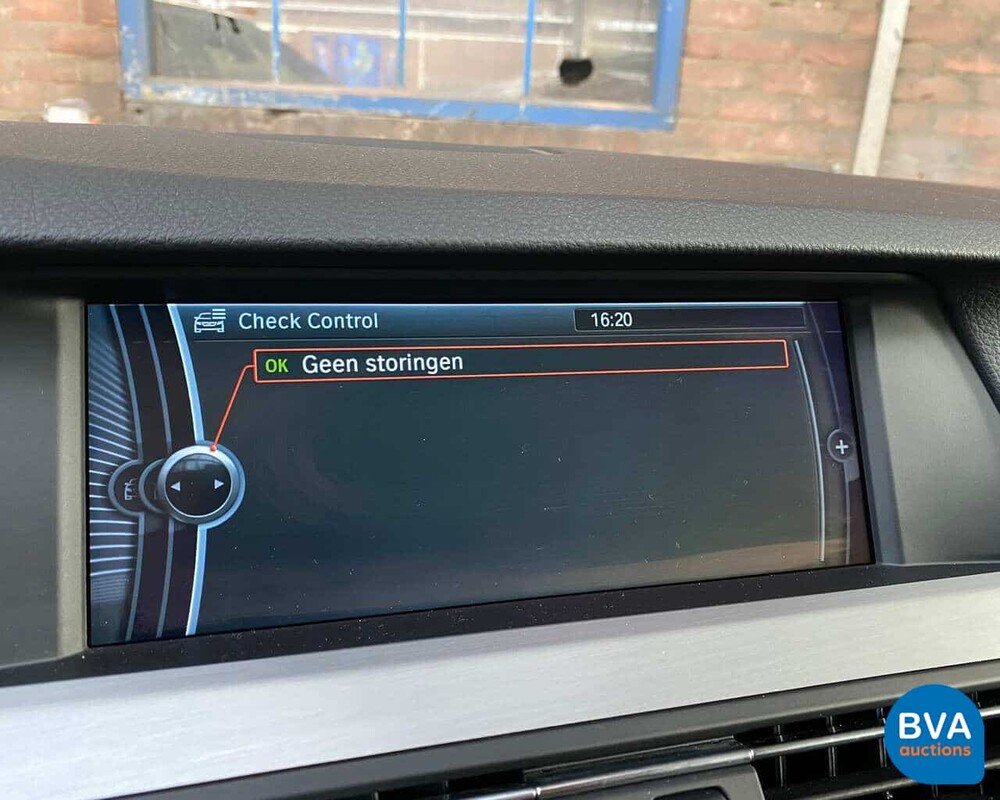 Check Control
16:20
OK Geen storingen
BVA
auctions